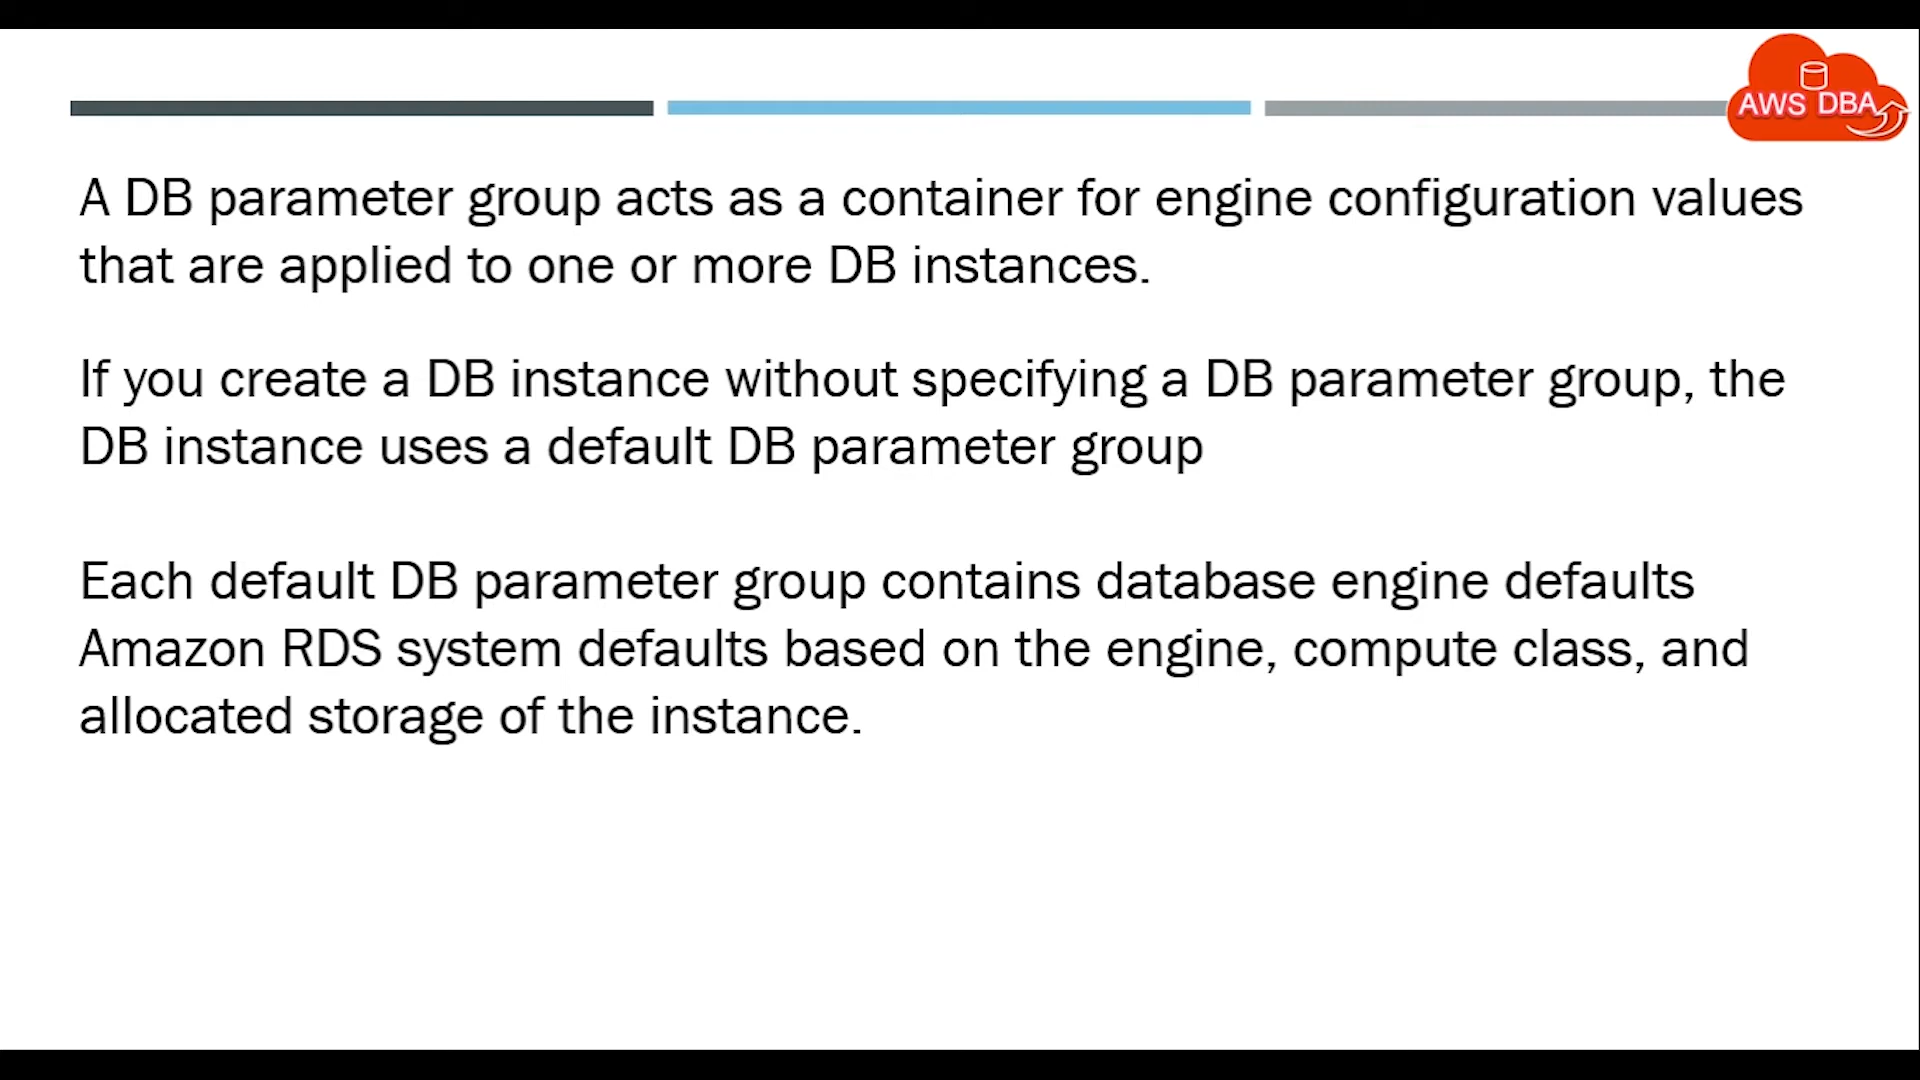 AWS DBA
A DB parameter group acts as a container for engine configuration values
that are applied to one or more DB instances.
If you create a DB instance without specifying a DB parameter group, the
DB instance uses a default DB parameter group
Each default DB parameter group contains database engine defaults
Amazon RDS system defaults based on the engine, compute class, and
allocated storage of the instance.